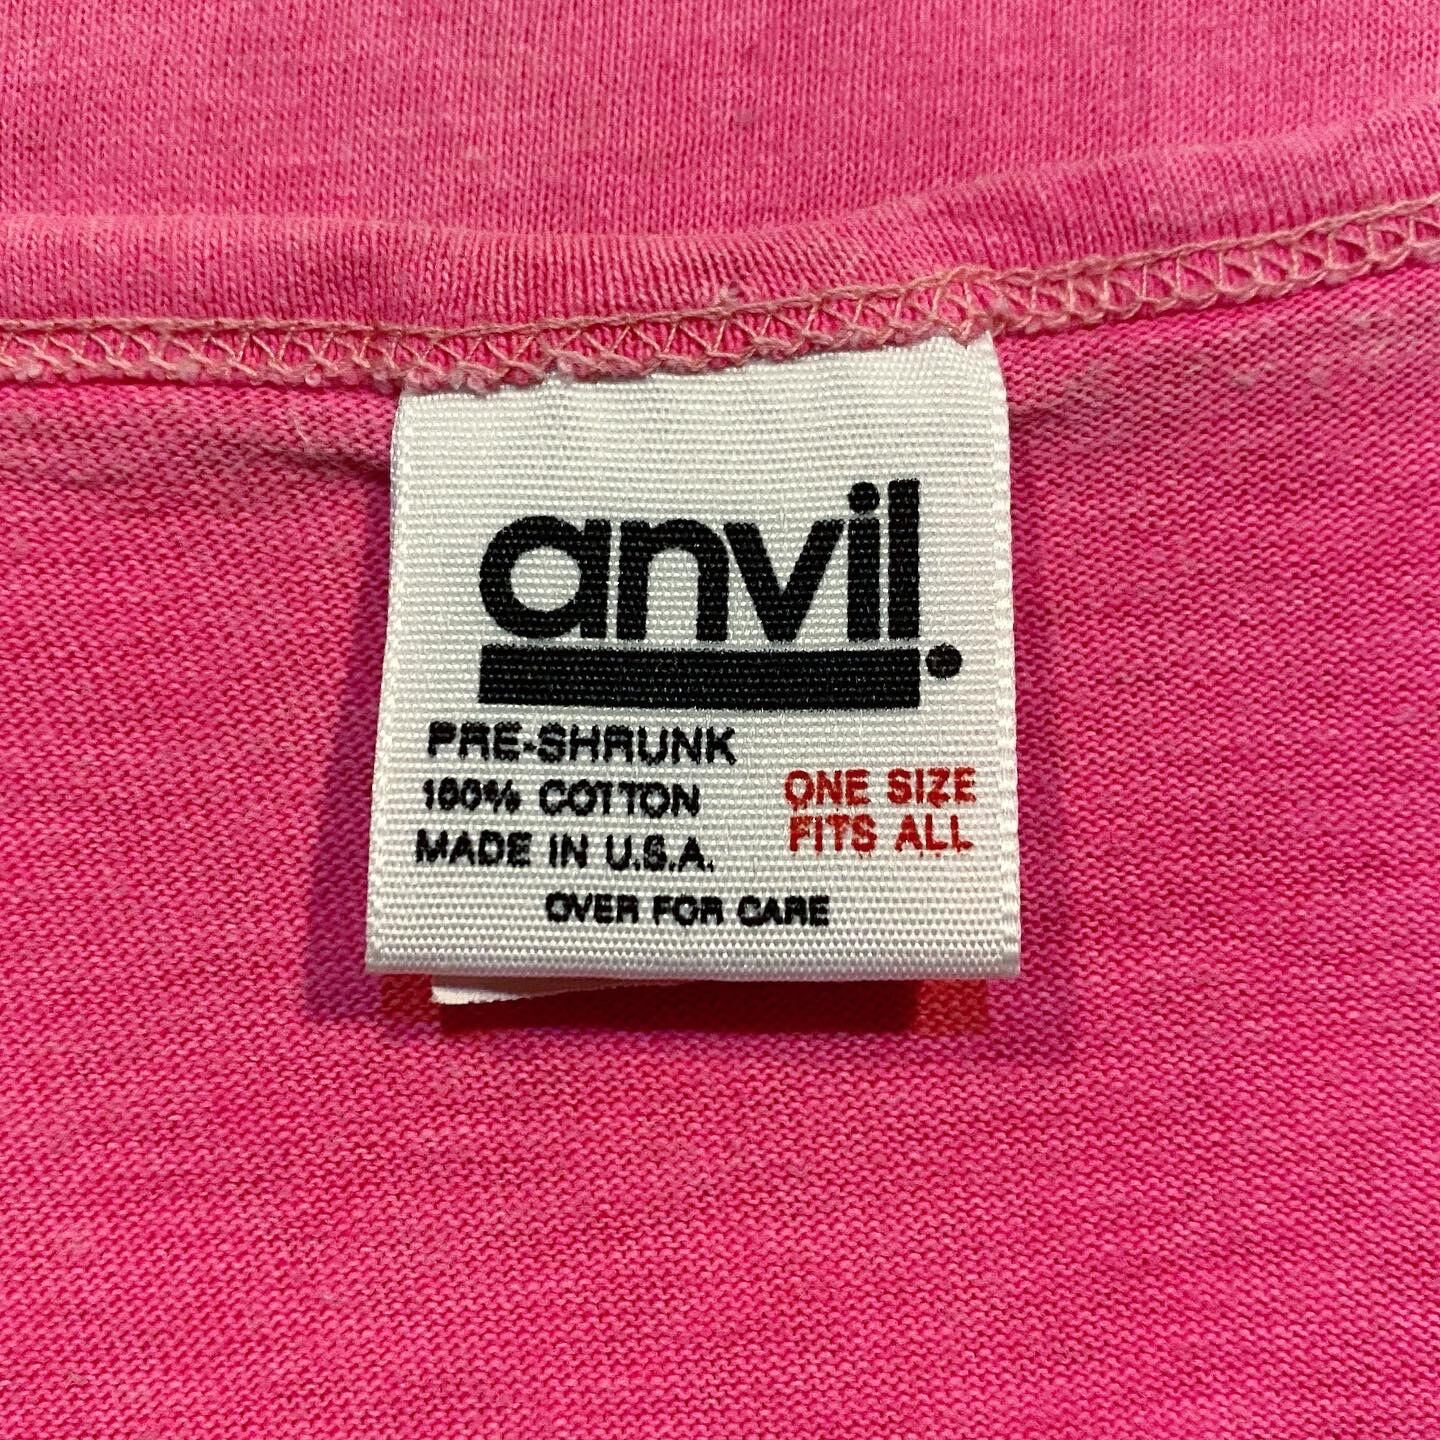 anvil.
PRE-SHRUNK
100% COTTON
MADE IN U.S.A.
ONE SIZE
FITS ALL
OVER FOR CARE